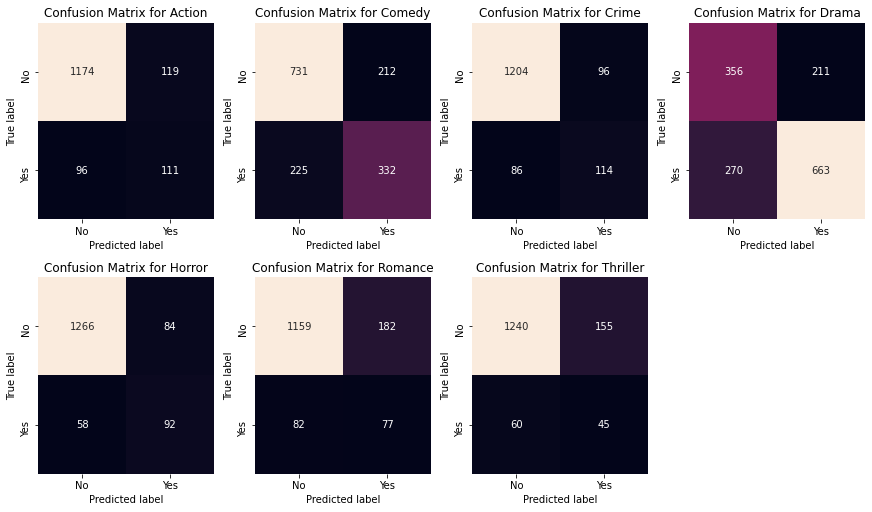 Confusion Matrix for Action
True label
No
1174
119
Yes
96
111
No
Yes
Predicted label
Confusion Matrix for Comedy
True label
No
731
212
Yes
225
332
No
Yes
Predicted label
Confusion Matrix for Crime
True label
No
1204
96
Yes
86
114
No
Yes
Predicted label
Confusion Matrix for Drama
True label
No
356
211
Yes
270
663
No
Yes
Predicted label
Confusion Matrix for Horror
True label
No
1266
84
Yes
58
92
No
Yes
Predicted label
Confusion Matrix for Romance
True label
No
1159
182
Yes
82
77
No
Yes
Predicted label
Confusion Matrix for Thriller
True label
No
1240
155
Yes
60
45
No
Yes
Predicted label